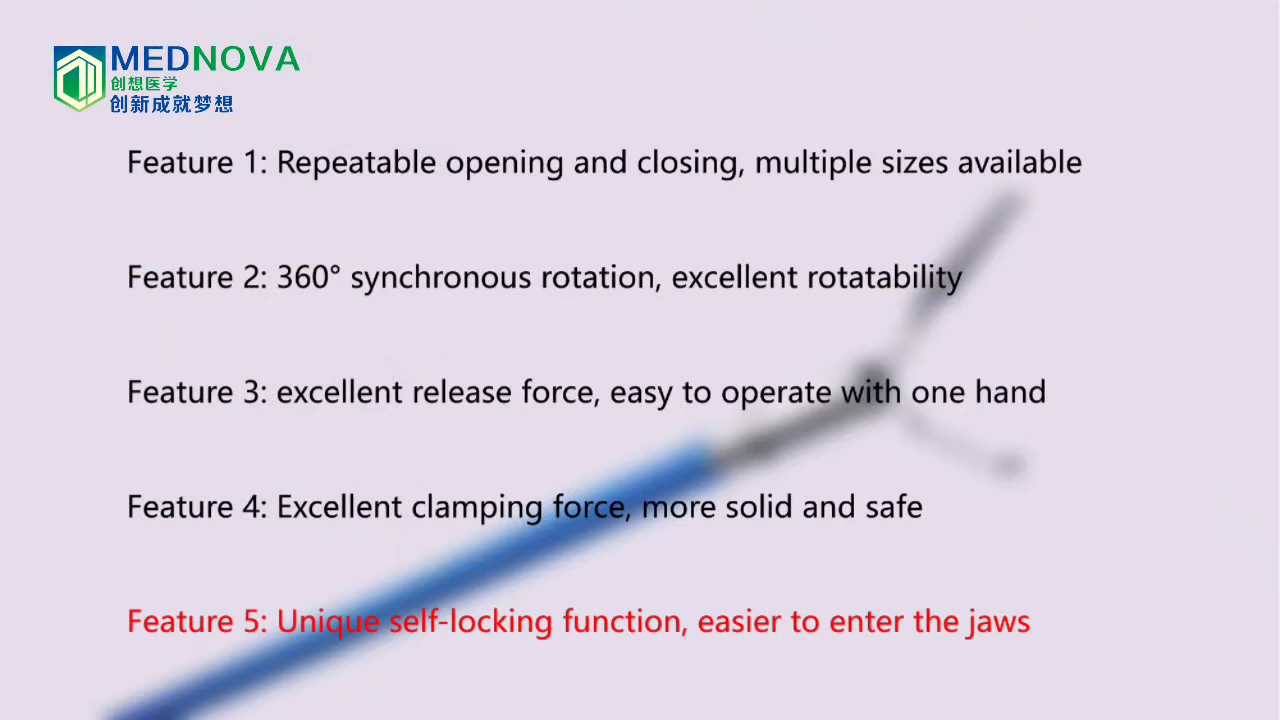 MEDNOVA
创想医学
创新成就梦想
Feature 1: Repeatable opening and closing, multiple sizes available
Feature 2: 360° synchronous rotation, excellent rotatability
Feature 3: excellent release force, easy to operate with one hand
Feature 4: Excellent clamping force, more solid and safe
Feature 5: Unique self-locking function, easier to enter the jaws